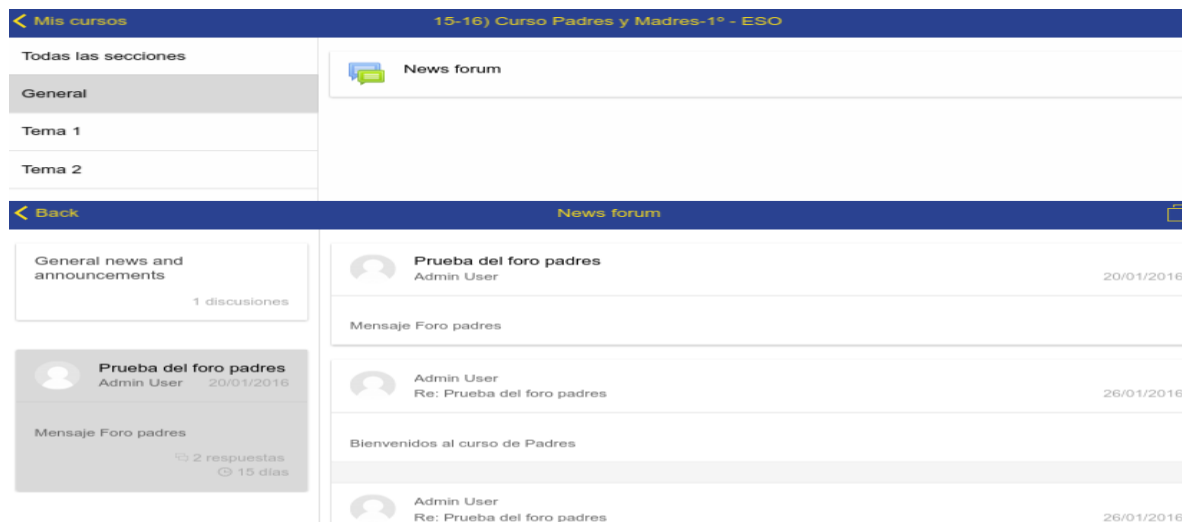 Mis cursos
15-16) Curso Padres y Madres-1º - ESO
Todas las secciones
General
Tema 1
Tema 2
News forum
Back
News forum
General news and
announcements
1 discusiones
Prueba del foro padres
Admin User 20/01/2016
Mensaje Foro padres
2 respuestas
15 días
Prueba del foro padres
Admin User
20/01/2016
Mensaje Foro padres
Admin User
Re: Prueba del foro padres
26/01/2016
Bienvenidos al curso de Padres
Admin User
Re: Prueba del foro padres
26/01/2016